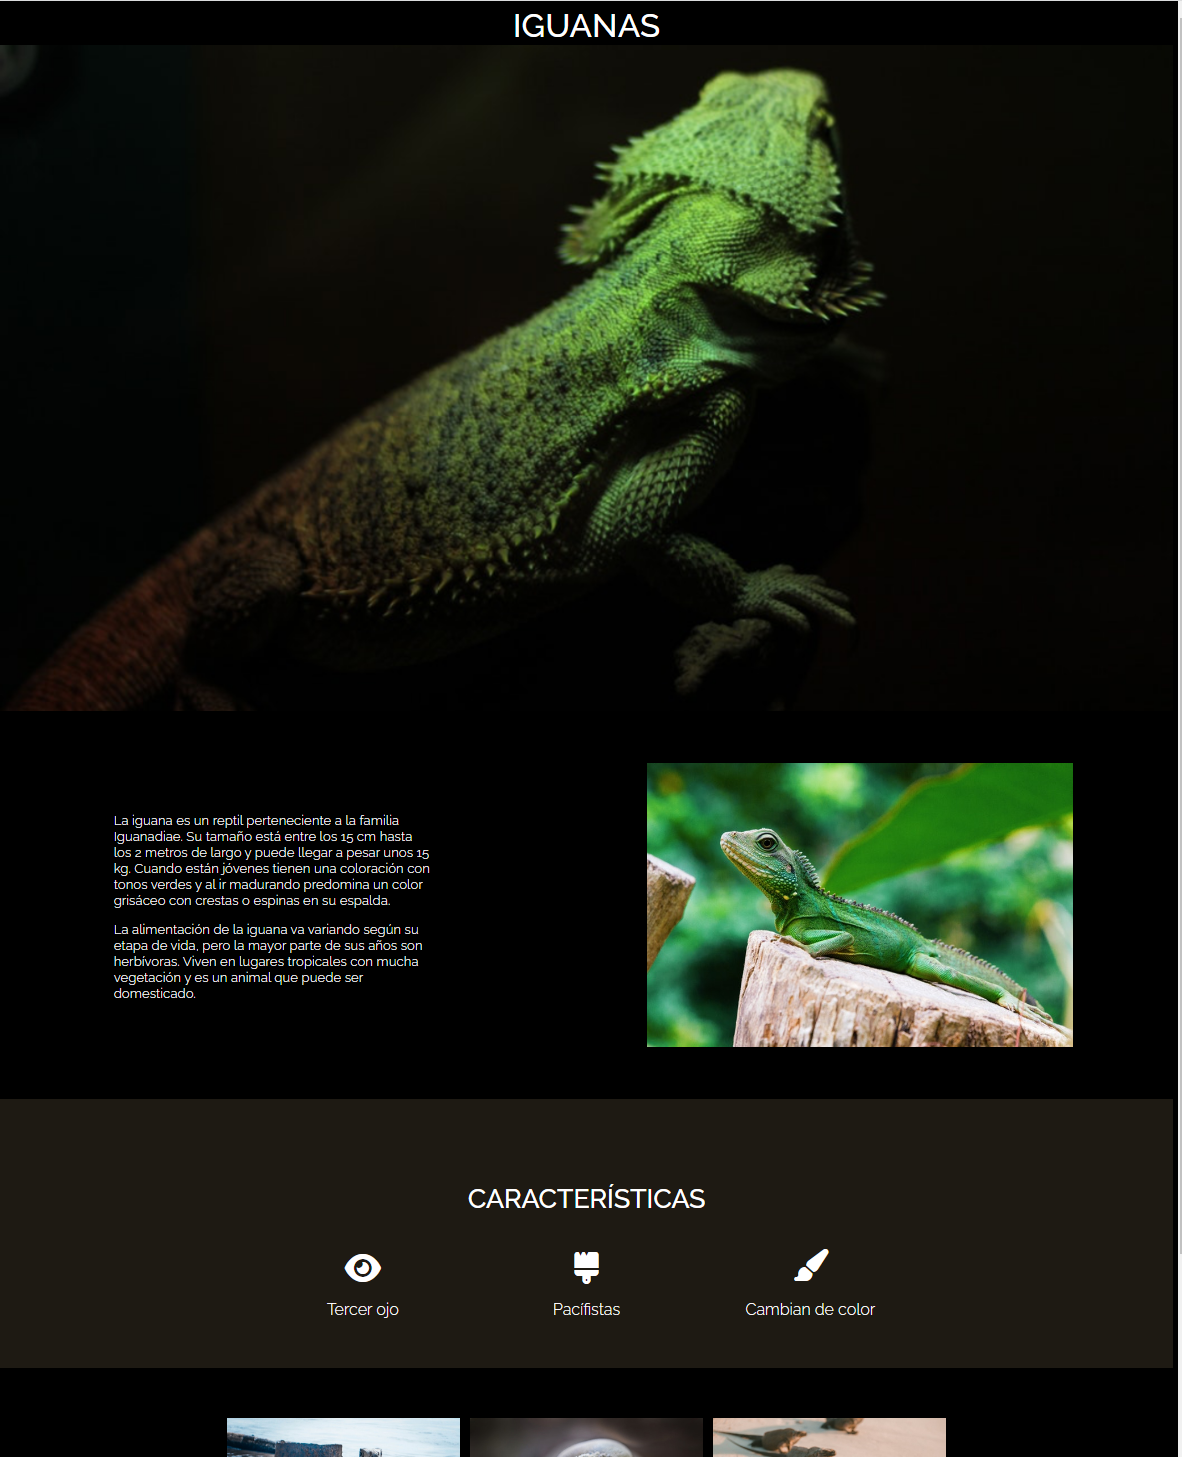 IGUANAS
La iguana es un reptil perteneciente a la familia
Iguanadiae. Su tamaño está entre los 15 cm hasta
los 2 metros de largo y puede llegar a pesar unos 15
kg. Cuando están jóvenes tienen una coloración con
tonos verdes y al ir madurando predomina un color
grisáceo con crestas o espinas en su espalda.
La alimentación de la iguana va variando según su
etapa de vida, pero la mayor parte de sus años son
herbívoras. Viven en lugares tropicales con mucha
vegetación y es un animal que puede ser
domesticado.
CARACTERÍSTICAS
Tercer ojo
Pacífistas
Cambian de color